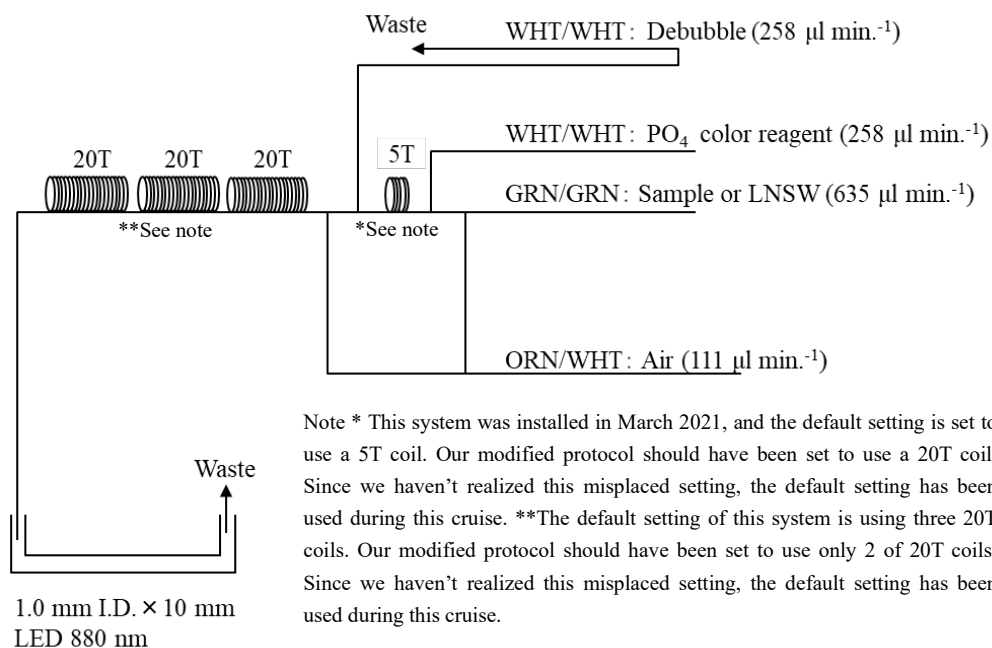 Waste
WHT/WHT: Debubble (258 μl min.-1)
WHT/WHT: PO4 color reagent (258 μl min.-1)
20T 20T 20T 5T
GRN/GRN: Sample or LNSW (635 μl min.-1)
**See note *See note
ORN/WHT: Air (111 μl min.-1)
Note * This system was installed in March 2021, and the default setting is set to
use a 5T coil. Our modified protocol should have been set to use a 20T coil
Since we haven’t realized this misplaced setting, the default setting has been
used during this cruise. **The default setting of this system is using three 20T
coils. Our modified protocol should have been set to use only 2 of 20T coils
Since we haven’t realized this misplaced setting, the default setting has been
used during this cruise.
Waste
1.0 mm I.D. × 10 mm
LED 880 nm